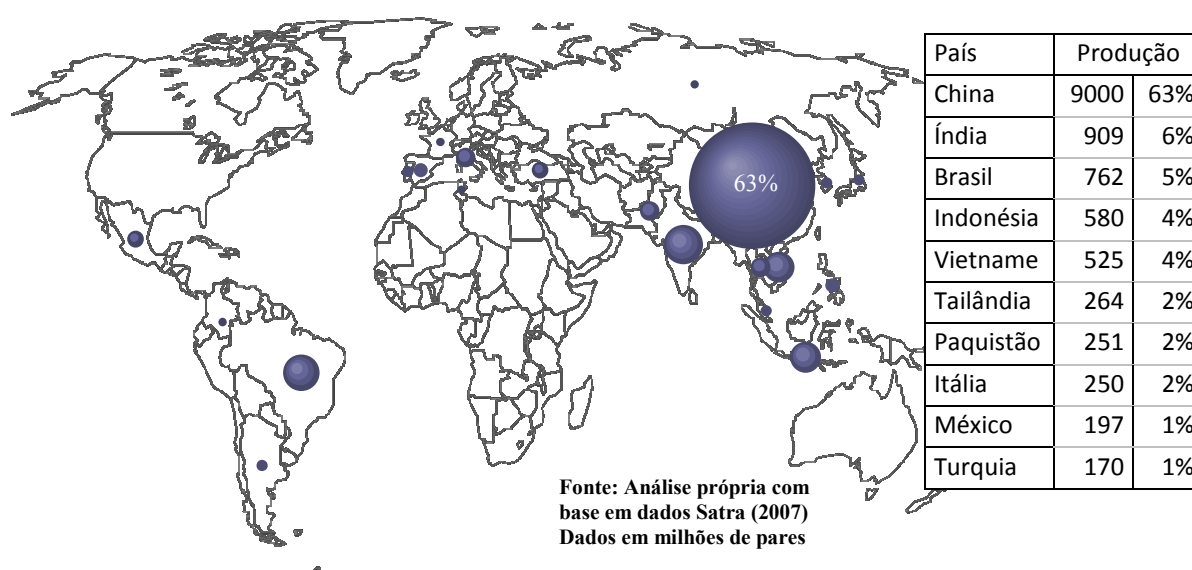 País Produção
China 9000 63%
Índia 909 6%
Brasil 762 5%
Indonésia 580 4%
Vietname 525 4%
Tailândia 264 2%
Paquistão 251 2%
Itália 250 2%
México 197 1%
Turquia 170 1%
63%
Fonte: Análise própria com
base em dados Satra (2007)
Dados em milhões de pares